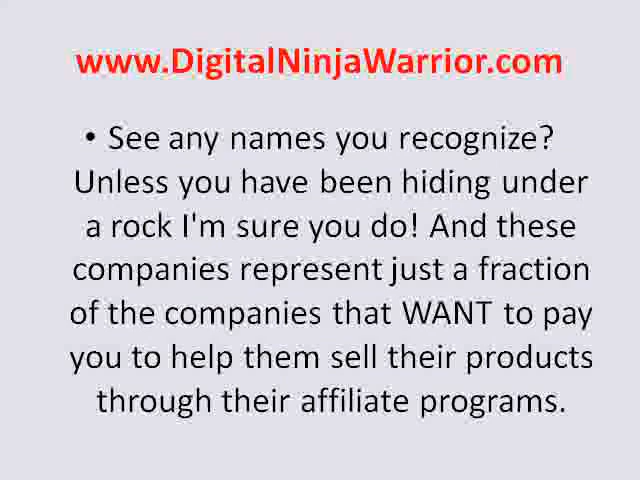 www.DigitalNinjaWarrior.com
• See any names you recognize?
Unless you have been hiding under
a rock I'm sure you do! And these
companies represent just a fraction
of the companies that WANT to pay
you to help them sell their products
through their affiliate programs.